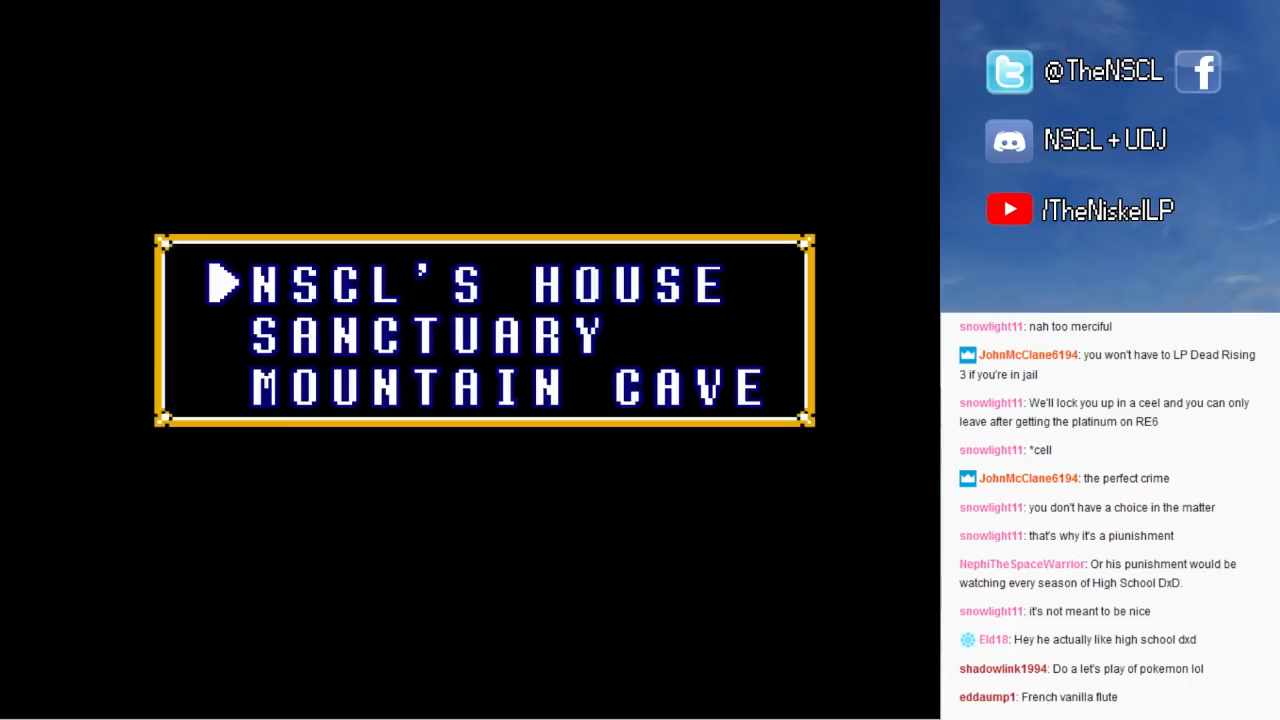 @TheNSCL
NSCL + UDJ
/TheNiskelLP
NSCL'S HOUSE
SANCTUARY
MOUNTAIN CAVE
snowlight11: nah too merciful
JohnMcClane6194: you won't have to LP Dead Rising
3 if you're in jail
snowlight11: We'll lock you up in a ceel and you can only
leave after getting the platinum on RE6
snowlight11: *cell
JohnMcClane6194: the perfect crime
snowlight11: you don't have a choice in the matter
snowlight11: that's why it's a piunishment
NephiTheSpaceWarrior: Or his punishment would be
watching every season of High School DxD.
snowlight11: it's not meant to be nice
Eld18: Hey he actually like high school dxd
shadowlink1994: Do a let's play of pokemon lol
eddaump1: French vanilla flute